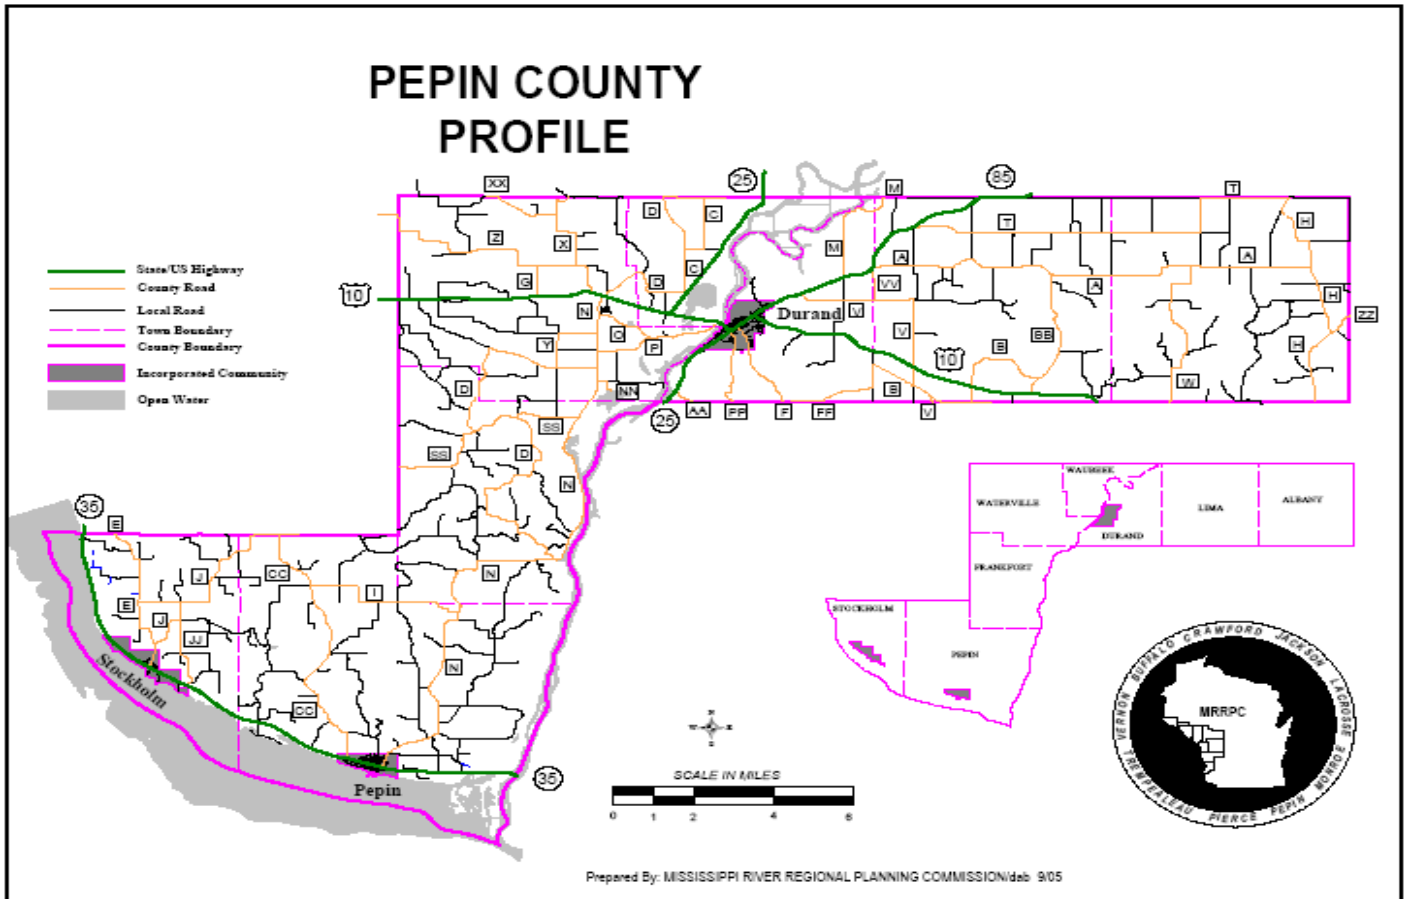 PEPIN COUNTY
PROFILE
XX
25
M
85
T
D
C
H
Z
X
T
M
A
A
C
D
G
VV
A
H
10
N
V
ZZ
O
Durand
V
BB
Y
P
B
10
H
D
NN
W
B
25
AA
PP
F
FF
V
SS
SS
D
N
State/US Highway
County Road
Local Road
Town Boundary
County Boundary
Incorporated Community
Open Water
35
E
J
CC
I
N
E
J
JJ
N
Stockholm
CC
Pepin
35
WAUBEEK
WATERVILLE
LIMA
ALBANY
DURAND
FRANKFORT
STOCKHOLM
PEPIN
N
W E
S
SCALE IN MILES
0 1 2 4 6
VERNON BUFFALO CRAWFORD JACKSON LACROSSE
MRRPC
TREMPEALEAU PIERCE PEPIN MONROE
Prepared By: MISSISSIPPI RIVER REGIONAL PLANNING COMMISSION/dab 9/05